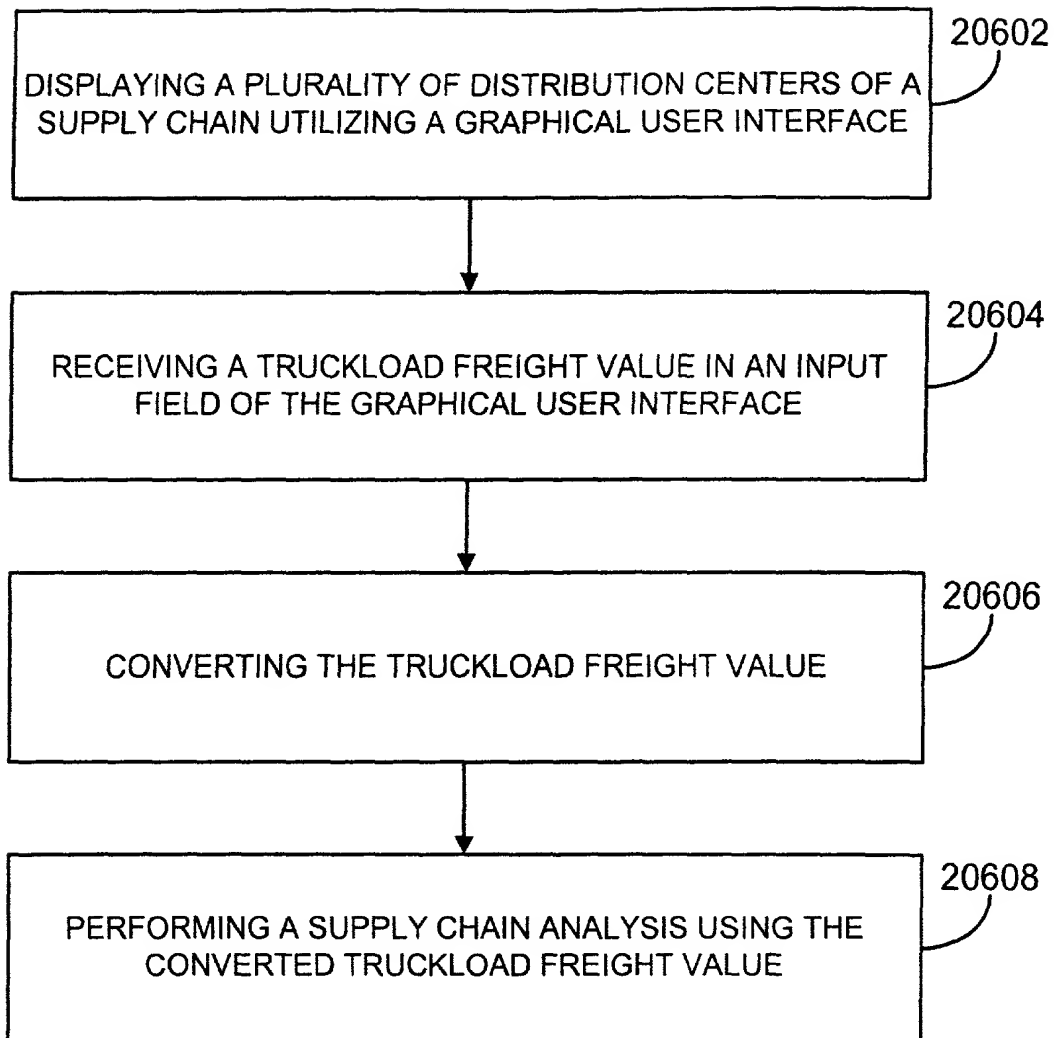 20602
DISPLAYING A PLURALITY OF DISTRIBUTION CENTERS OF A
SUPPLY CHAIN UTILIZING A GRAPHICAL USER INTERFACE
20604
RECEIVING A TRUCKLOAD FREIGHT VALUE IN AN INPUT
FIELD OF THE GRAPHICAL USER INTERFACE
20606
CONVERTING THE TRUCKLOAD FREIGHT VALUE
20608
PERFORMING A SUPPLY CHAIN ANALYSIS USING THE
CONVERTED TRUCKLOAD FREIGHT VALUE